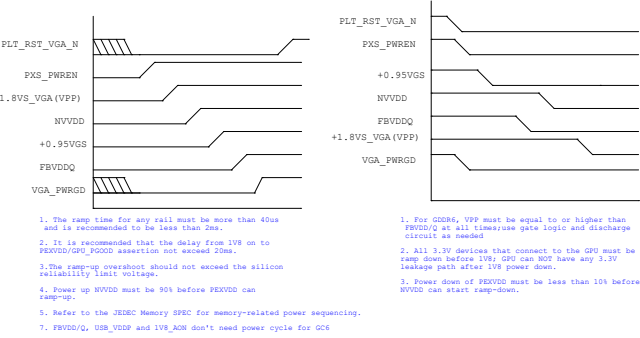 PLT_RST_VGA_N
PXS_PWREN
1.8VS_VGA(VPP)
NVVDD
+0.95VGS
FBVDDQ
VGA_PWRGD
1. The ramp time for any rail must be more than 40us
and is recommended to be less than 2ms.
2. It is recommended that the delay from 1V8 on to
PEXVDD/GPU_PGOOD assertion not exceed 20ms.
3.The ramp-up overshoot should not exceed the silicon
reliability limit voltage.
4. Power up NVVDD must be 90% before PEXVDD can
ramp-up.
5. Refer to the JEDEC Memory SPEC for memory-related power sequencing.
7. FBVDD/Q, USB_VDDP and 1V8_AON don't need power cycle for GC6
PLT_RST_VGA_N
PXS_PWREN
+0.95VGS
NVVDD
FBVDDQ
+1.8VS_VGA(VPP)
VGA_PWRGD
1. For GDDR6, VPP must be equal to or higher than
FBVDD/Q at all times;use gate logic and discharge
circuit as needed
2. All 3.3V devices that connect to the GPU must be
ramp down before 1V8; GPU can NOT have any 3.3V
leakage path after 1V8 power down.
3. Power down of PEXVDD must be less than 10% before
NVVDD can start ramp-down.